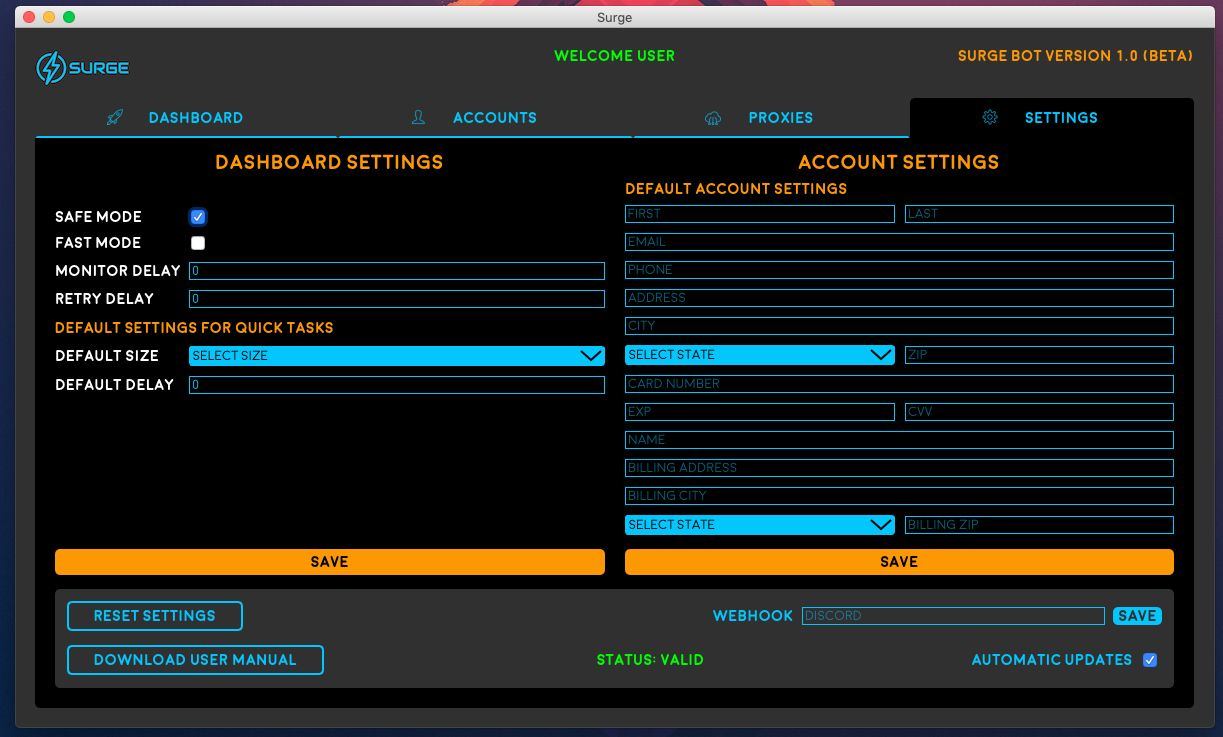 Surge
SURGE
WELCOME USER
SURGE BOT VERSION 1.0 (BETA)
DASHBOARD
ACCOUNTS
PROXIES
SETTINGS
DASHBOARD SETTINGS
SAFE MODE
FAST MODE
MONITOR DELAY 0
RETRY DELAY 0
DEFAULT SETTINGS FOR QUICK TASKS
DEFAULT SIZE SELECT SIZE
DEFAULT DELAY 0
SAVE
ACCOUNT SETTINGS
DEFAULT ACCOUNT SETTINGS
FIRST LAST
EMAIL
PHONE
ADDRESS
CITY
SELECT STATE ZIP
CARD NUMBER
EXP CVV
NAME
BILLING ADDRESS
BILLING CITY
SELECT STATE BILLING ZIP
SAVE
RESET SETTINGS
WEBHOOK DISCORD SAVE
DOWNLOAD USER MANUAL
STATUS: VALID
AUTOMATIC UPDATES